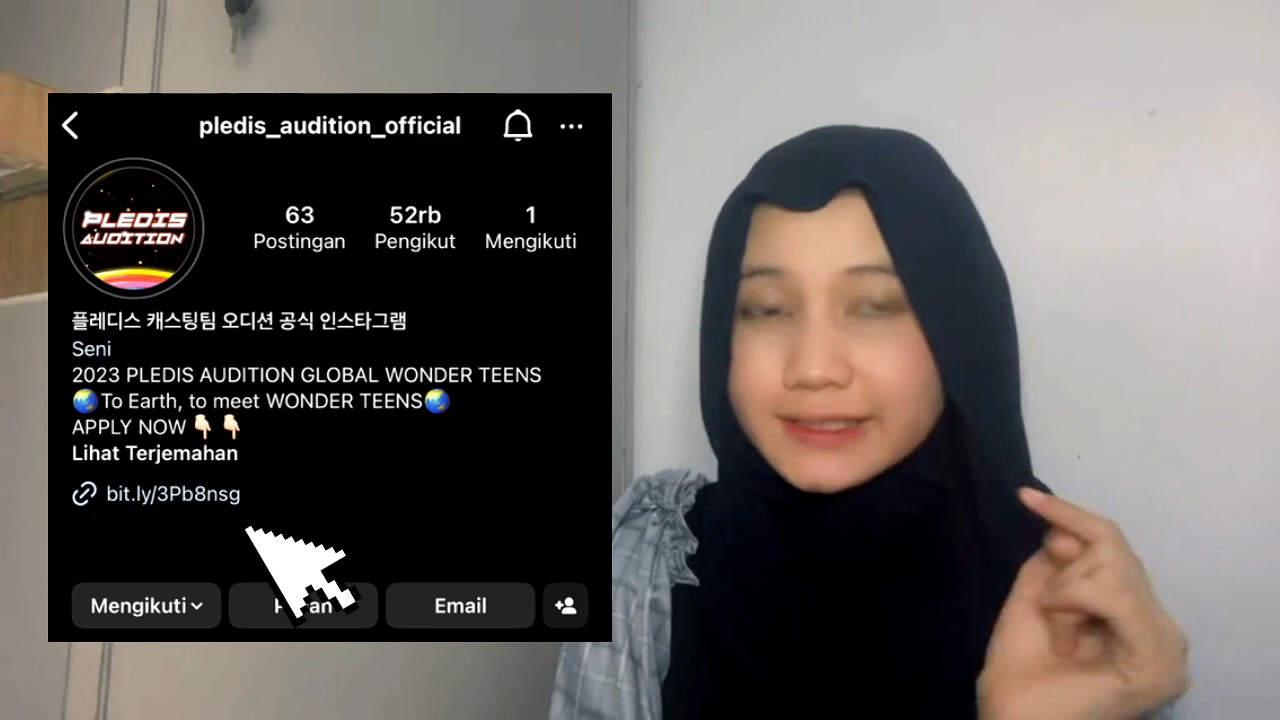 pledis_audition_official
PLEDIS
AUDITION
63
Postingan
52rb
Pengikut
1
Mengikuti
플레디스 캐스팅팀 오디션 공식 인스타그램
Seni
2023 PLEDIS AUDITION GLOBAL WONDER TEENS
🌏To Earth, to meet WONDER TEENS🌏
APPLY NOW 👇🏻 👇🏻
Lihat Terjemahan
bit.ly/3Pb8nsg
Mengikuti
Email